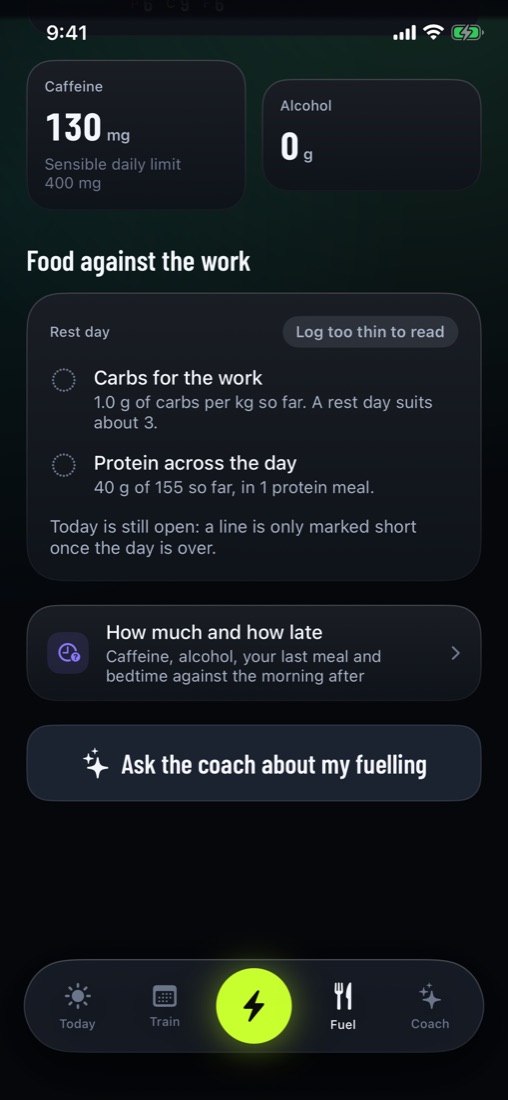 9:41
Caffeine
130 mg
Sensible daily limit
400 mg
Alcohol
0 g
Food against the work
Rest day
Log too thin to read
Carbs for the work
1.0 g of carbs per kg so far. A rest day suits
about 3.
Protein across the day
40 g of 155 so far, in 1 protein meal.
Today is still open: a line is only marked short
once the day is over.
How much and how late
Caffeine, alcohol, your last meal and
bedtime against the morning after
Ask the coach about my fuelling
Today
Train
Fuel
Coach